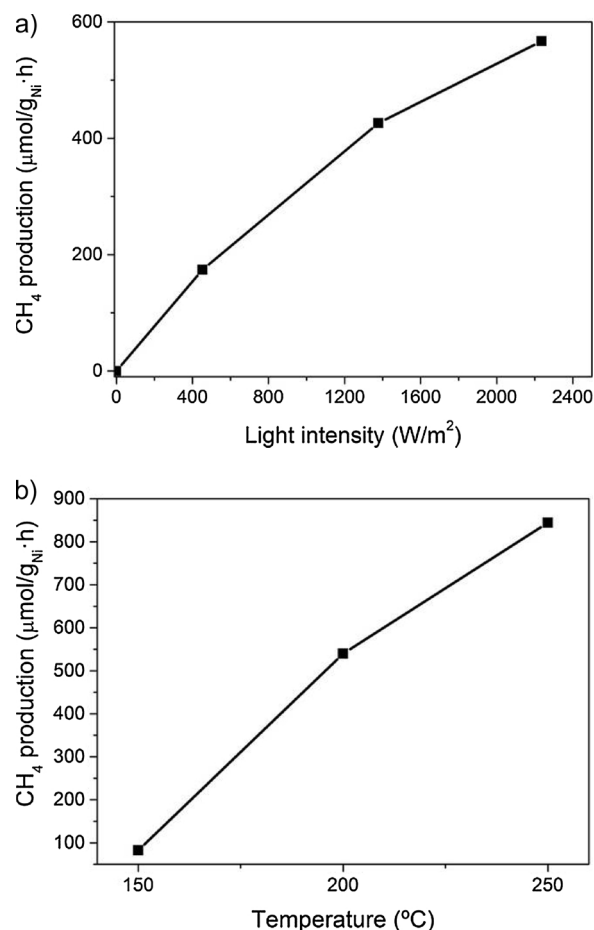 a)
600
400
200
0
CH₄ production (μmol/gNi·h)
0 400 800 1200 1600 2000 2400
Light intensity (W/m²)
b)
900
800
700
600
500
400
300
200
100
CH₄ production (μmol/gNi·h)
150 200 250
Temperature (ºC)